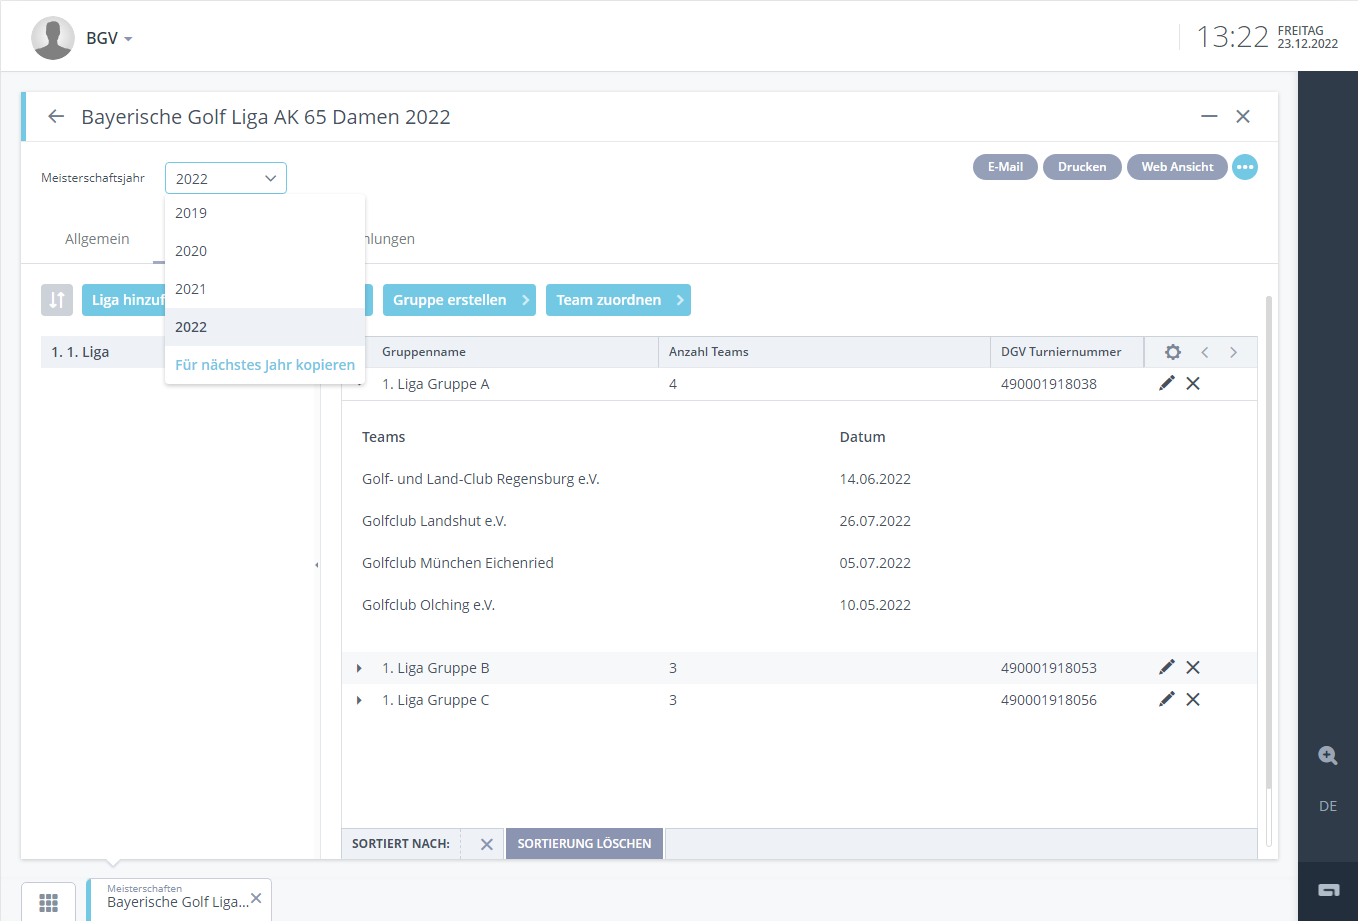 BGV
13:22
FREITAG
23.12.2022
Bayerische Golf Liga AK 65 Damen 2022
Meisterschaftsjahr
2022
E-Mail
Drucken
Web Ansicht
2019
2020
2021
2022
Für nächstes Jahr kopieren
Allgemein
hlungen
Liga hinzuf
Gruppe erstellen
Team zuordnen
1. 1. Liga
Gruppenname
Anzahl Teams
DGV Turniernummer
1. Liga Gruppe A
4
490001918038
Teams
Datum
Golf- und Land-Club Regensburg e.V.
14.06.2022
Golfclub Landshut e.V.
26.07.2022
Golfclub München Eichenried
05.07.2022
Golfclub Olching e.V.
10.05.2022
1. Liga Gruppe B
3
490001918053
1. Liga Gruppe C
3
490001918056
DE
SORTIERT NACH:
SORTIERUNG LÖSCHEN
Meisterschaften
Bayerische Golf Liga...